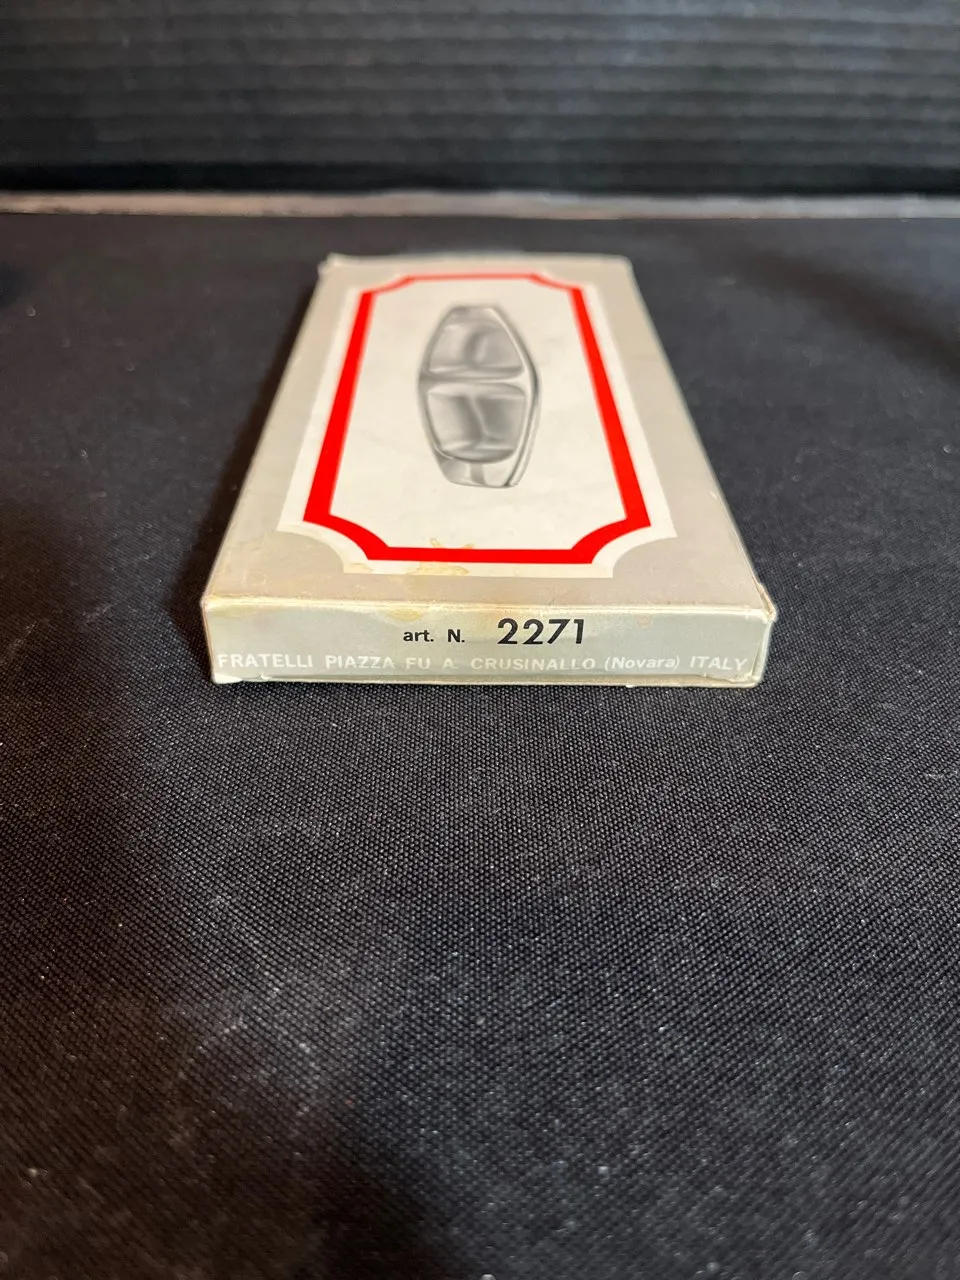 art. N. 2271
FRATELLI PIAZZA FU A. CRUSINALLO (Novara) ITALY